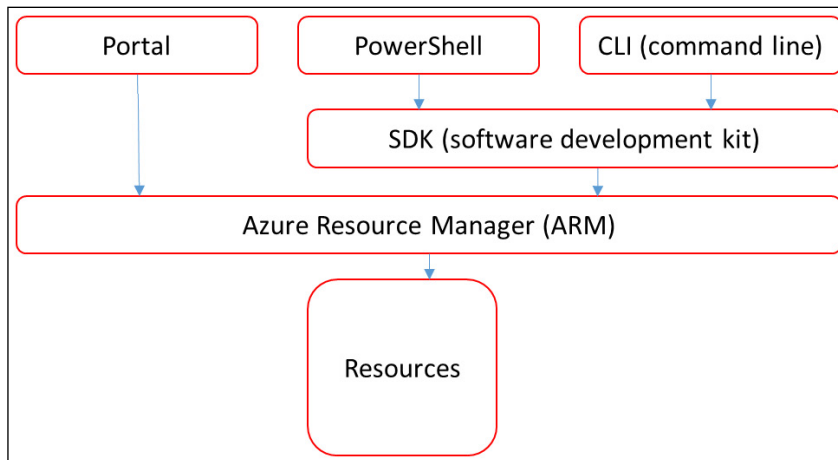 Portal
PowerShell
CLI (command line)
SDK (software development kit)
Azure Resource Manager (ARM)
Resources